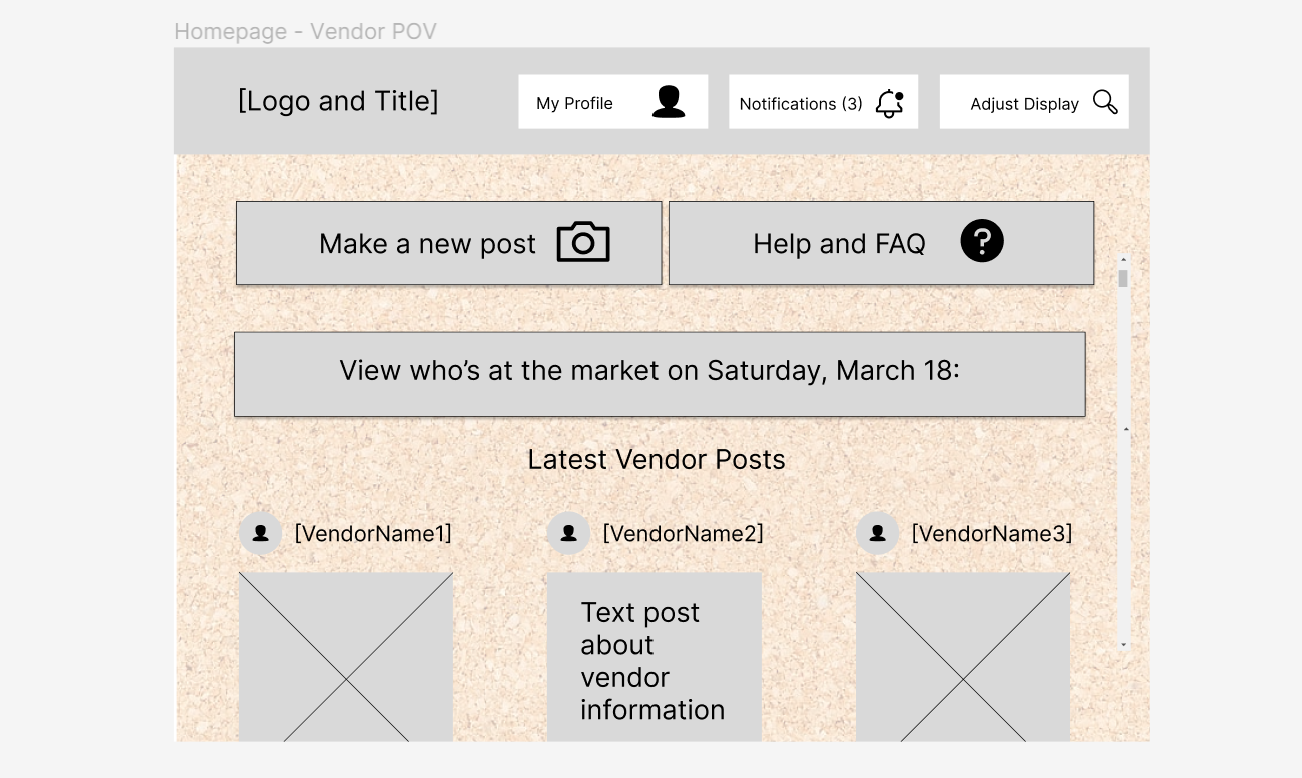 Homepage - Vendor POV
[Logo and Title]
My Profile
Notifications (3)
Adjust Display
Make a new post
Help and FAQ
?
View who’s at the market on Saturday, March 18:
Latest Vendor Posts
[VendorName1]
[VendorName2]
[VendorName3]
Text post
about
vendor
information